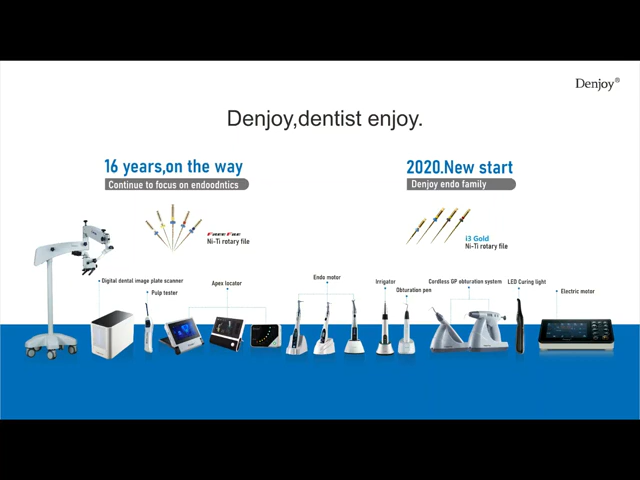 Denjoy®
Denjoy,dentist enjoy.
16 years,on the way
Continue to focus on endoodntics
2020.New start
Denjoy endo family
Ni-Ti rotary file
i3 Gold
Ni-Ti rotary file
Digital dental image plate scanner
Pulp tester
Apex locator
Endo motor
Irrigator
Obturation pen
Cordless GP obturation system
LED Curing light
Electric motor